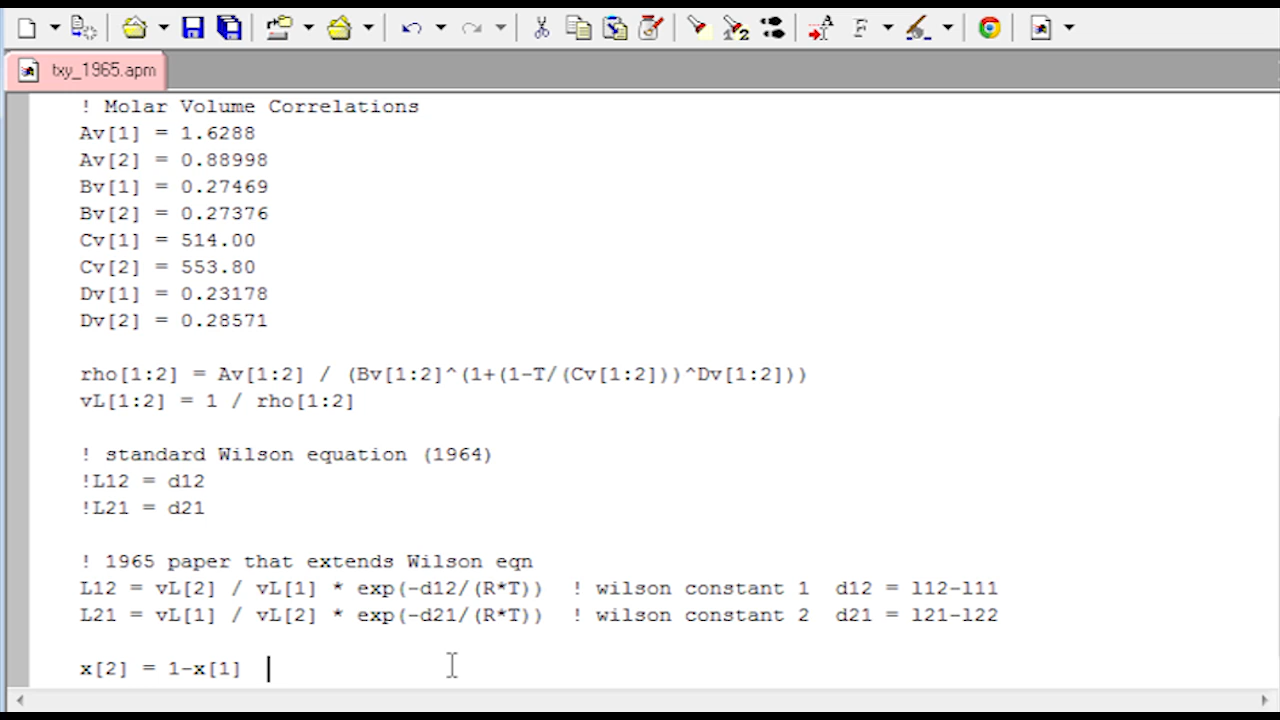 txy_1965.apm
! Molar Volume Correlations
Av[1] = 1.6288
Av[2] = 0.88998
Bv[1] = 0.27469
Bv[2] = 0.27376
Cv[1] = 514.00
Cv[2] = 553.80
Dv[1] = 0.23178
Dv[2] = 0.28571
rho[1:2] = Av[1:2] / (Bv[1:2]^(1+(1-T/(Cv[1:2]))^Dv[1:2]))
vL[1:2] = 1 / rho[1:2]
! standard Wilson equation (1964)
!L12 = d12
!L21 = d21
! 1965 paper that extends Wilson eqn
L12 = vL[2] / vL[1] * exp(-d12/(R*T))  ! wilson constant 1  d12 = l12-l11
L21 = vL[1] / vL[2] * exp(-d21/(R*T))  ! wilson constant 2  d21 = l21-l22
x[2] = 1-x[1]